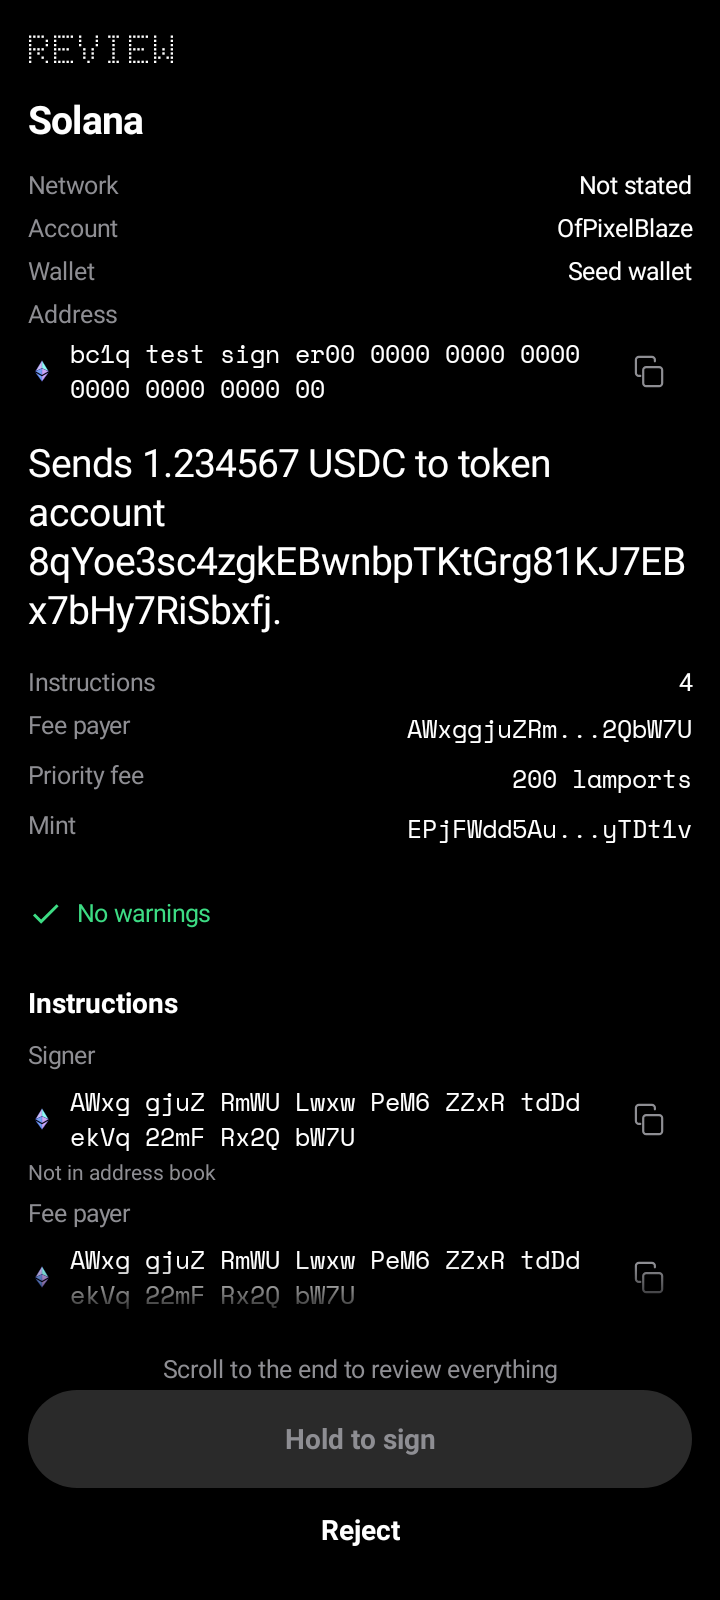 REVIEW
Solana
Network Not stated
Account OfPixelBlaze
Wallet Seed wallet
Address
bc1q test sign er00 0000 0000 0000
0000 0000 0000 00
Sends 1.234567 USDC to token
account
8qYoe3sc4zgkEBwnbpTKtGrg81KJ7EB
x7bHy7RiSbxfj.
Instructions 4
Fee payer AWxggjuZRm...2QbW7U
Priority fee 200 lamports
Mint EPjFWdd5Au...yTDt1v
No warnings
Instructions
Signer
AWxg gjuZ RmWU Lwxw PeM6 ZZxR tdDd
ekVq 22mF Rx2Q bW7U
Not in address book
Fee payer
AWxg gjuZ RmWU Lwxw PeM6 ZZxR tdDd
ekVq 22mF Rx2Q bW7U
Scroll to the end to review everything
Hold to sign
Reject